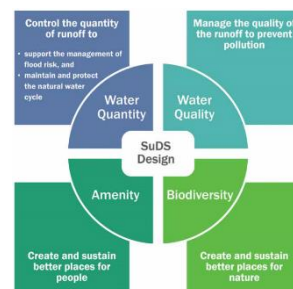 Control the quantity
of runoff to
• support the management of
flood risk, and
• maintain and protect
the natural water
cycle
Manage the quality of
the runoff to prevent
pollution
Water
Quantity
Water
Quality
SuDS
Design
Amenity
Biodiversity
Create and sustain
better places for
people
Create and sustain
better places for
nature